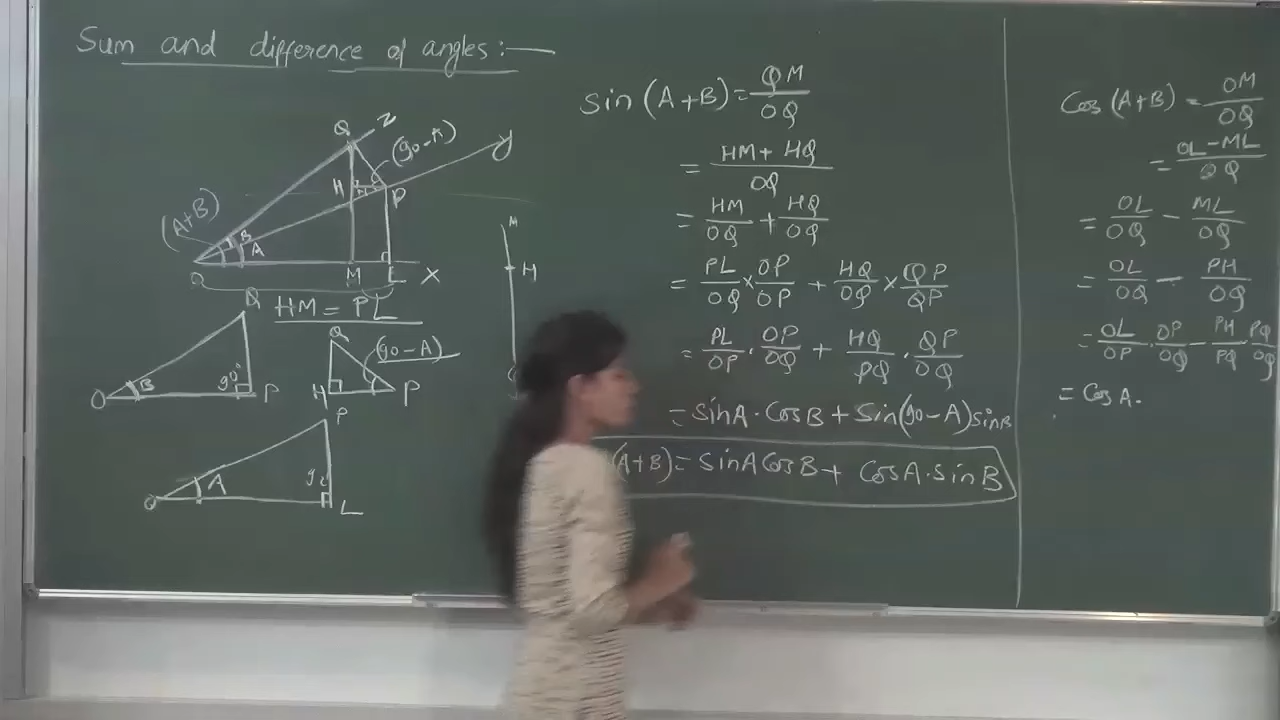 Sum and difference of angles :—
Q Z
(90-A)
y
H
P
(A+B)
B
A
O M L X
HM = PL
Q
B 90°
O P
Q
(90-A)
H P
P
A
O L
M
H
sin (A+B) = QM/OQ
= HM + HQ/OQ
= HM/OQ + HQ/OQ
= PL/OQ × OP/OP + HQ/OQ × QP/QP
= PL/OP . OP/OQ + HQ/PQ . QP/OQ
= sinA . CosB + Sin(90-A) sinB
(A+B) = sinA CosB + CosA . sinB
Cos (A+B) = OM/OQ
= OL-ML/OQ
= OL/OQ - ML/OQ
= OL/OQ - PH/OQ
= OL/OP . OP/OQ - PH/PQ . PQ/OQ
= Cos A .